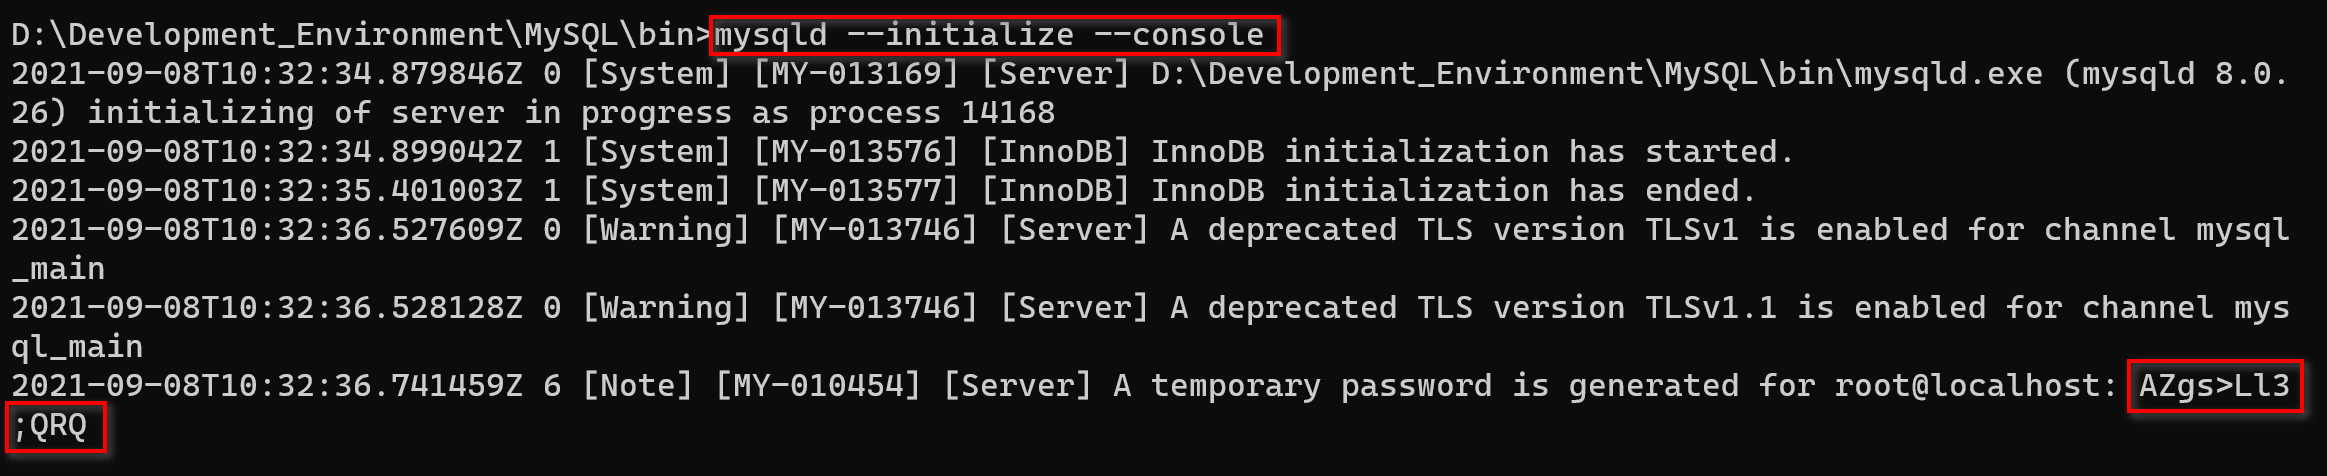 D:\Development_Environment\MySQL\bin>mysqld --initialize --console
2021-09-08T10:32:34.879846Z 0 [System] [MY-013169] [Server] D:\Development_Environment\MySQL\bin\mysqld.exe (mysqld 8.0.
26) initializing of server in progress as process 14168
2021-09-08T10:32:34.899042Z 1 [System] [MY-013576] [InnoDB] InnoDB initialization has started.
2021-09-08T10:32:35.401003Z 1 [System] [MY-013577] [InnoDB] InnoDB initialization has ended.
2021-09-08T10:32:36.527609Z 0 [Warning] [MY-013746] [Server] A deprecated TLS version TLSv1 is enabled for channel mysql
_main
2021-09-08T10:32:36.528128Z 0 [Warning] [MY-013746] [Server] A deprecated TLS version TLSv1.1 is enabled for channel mys
ql_main
2021-09-08T10:32:36.741459Z 6 [Note] [MY-010454] [Server] A temporary password is generated for root@localhost: AZgs>Ll3
;QRQ